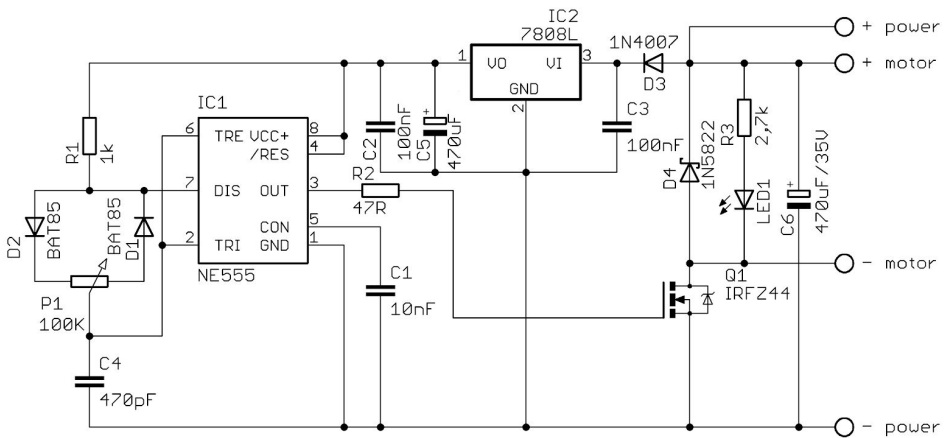 IC2
7808L
1N4007
+ power
1
VO
VI
3
+ motor
GND
D3
2
IC1
R1
1k
6
TRE
VCC+
8
/RES
4
C2
100nF
+
C5
470uF
C3
100nF
R3
2,7k
7
DIS
OUT
3
R2
47R
D4
1N5822
LED1
+
C6
470uF/35V
D2
BAT85
BAT85
D1
CON
5
2
TRI
GND
1
NE555
- motor
P1
100K
C1
10nF
Q1
IRFZ44
C4
470pF
- power